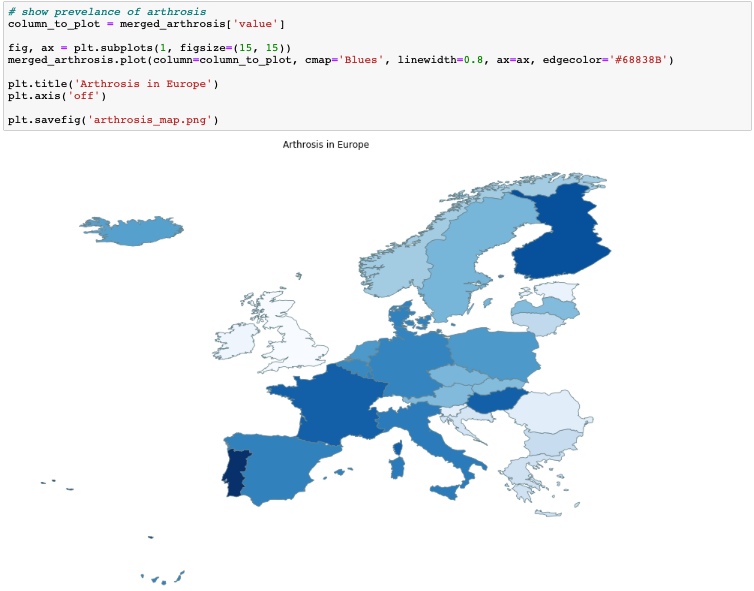 # show prevelance of arthrosis
column_to_plot = merged_arthrosis['value']
fig, ax = plt.subplots(1, figsize=(15, 15))
merged_arthrosis.plot(column=column_to_plot, cmap='Blues', linewidth=0.8, ax=ax, edgecolor='#68838B')
plt.title('Arthrosis in Europe')
plt.axis('off')
plt.savefig('arthrosis_map.png')
Arthrosis in Europe